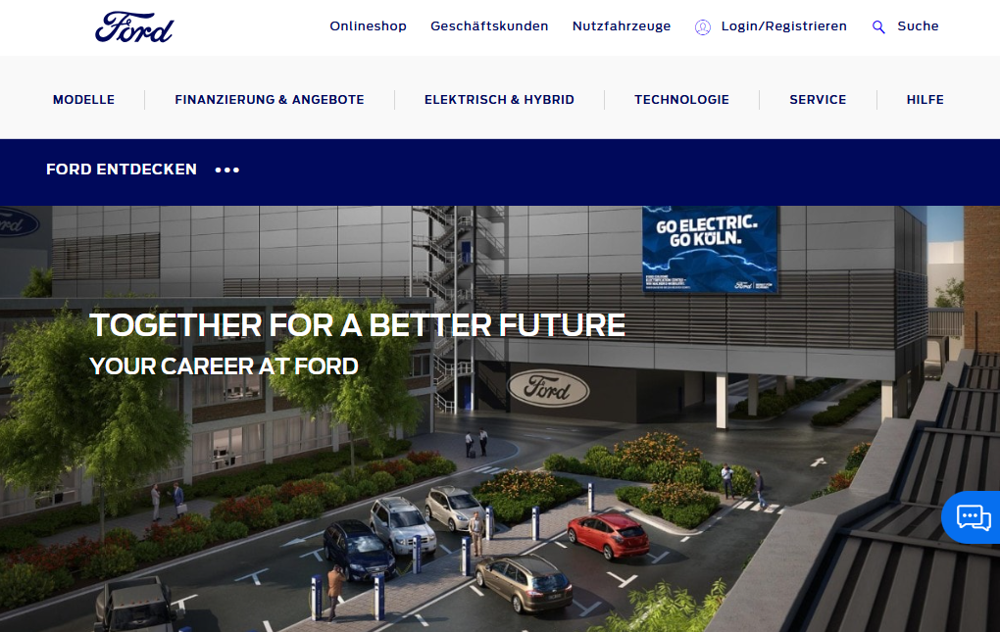 Ford
Onlineshop
Geschäftskunden
Nutzfahrzeuge
Login/Registrieren
Suche
MODELLE
FINANZIERUNG & ANGEBOTE
ELEKTRISCH & HYBRID
TECHNOLOGIE
SERVICE
HILFE
FORD ENTDECKEN
GO ELECTRIC.
GO KÖLN.
Ford
TOGETHER FOR A BETTER FUTURE
YOUR CAREER AT FORD
Ford